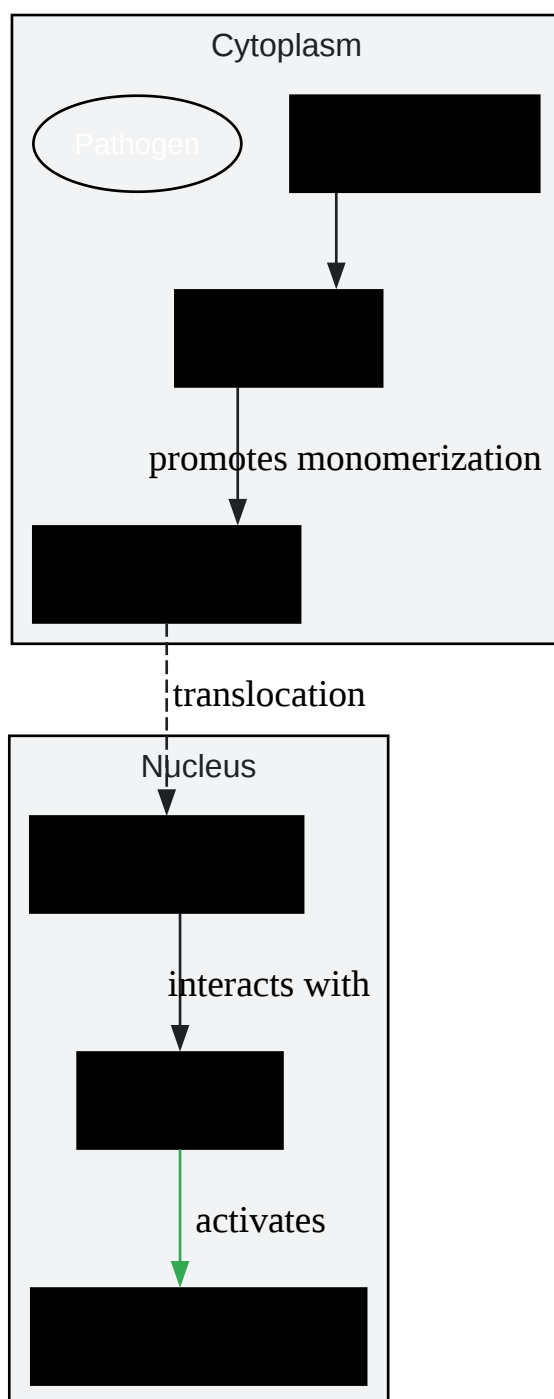 Cytoplasm
Pathogen
promotes monomerization
translocation
Nucleus
interacts with
activates